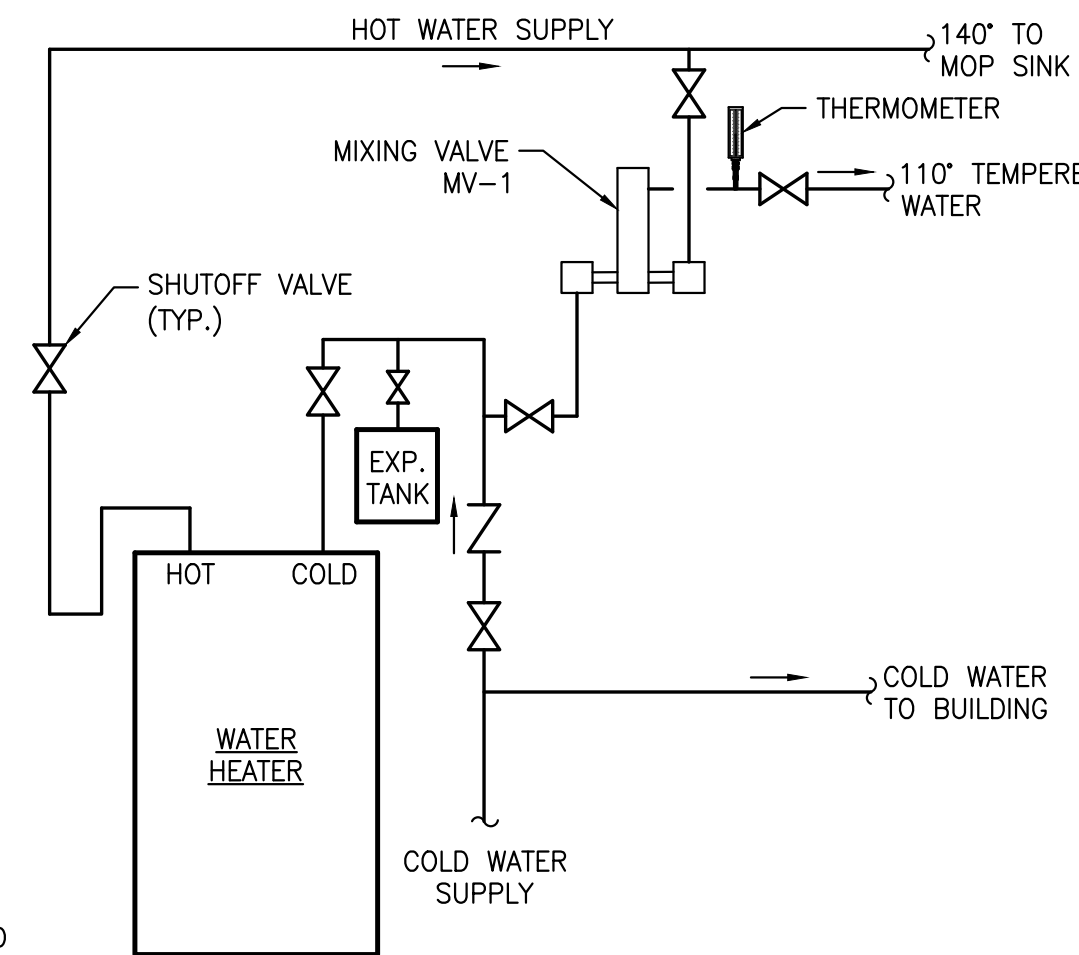 HOT WATER SUPPLY
140° TO
MOP SINK
THERMOMETER
MIXING VALVE
MV-1
110° TEMPERE
WATER
SHUTOFF VALVE
(TYP.)
EXP.
TANK
HOT
COLD
COLD WATER
TO BUILDING
WATER
HEATER
COLD WATER
SUPPLY